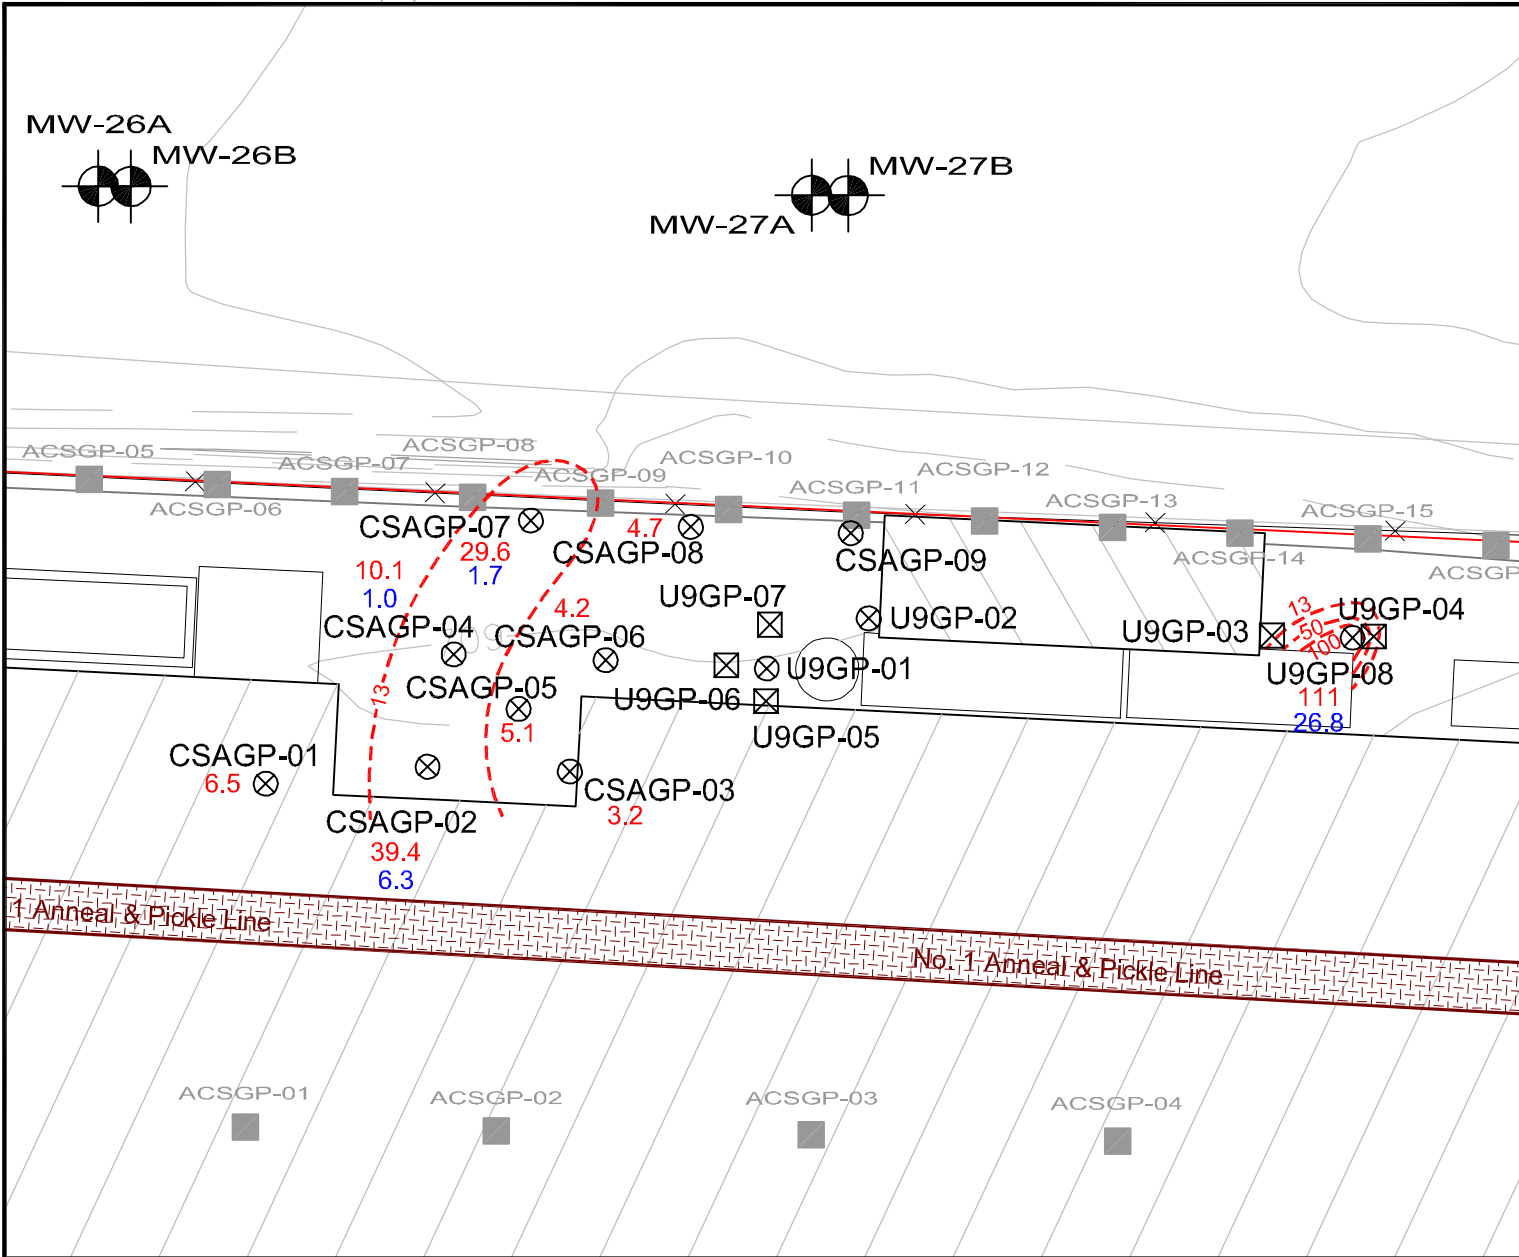 MW-26A
MW-26B
MW-27B
MW-27A
ACSGP-05
ACSGP-06
ACSGP-07
ACSGP-08
ACSGP-09
ACSGP-10
ACSGP-11
ACSGP-12
ACSGP-13
ACSGP-14
ACSGP-15
ACSGP
CSAGP-07
29.6
1.7
4.7
CSAGP-08
CSAGP-09
10.1
1.0
CSAGP-04
4.2
CSAGP-06
U9GP-07
U9GP-02
U9GP-03
13
50
100
U9GP-04
U9GP-01
U9GP-06
U9GP-05
U9GP-08
111
26.8
CSAGP-05
5.1
13
CSAGP-01
6.5
CSAGP-03
3.2
CSAGP-02
39.4
6.3
1 Anneal & Pickle Line
No. 1 Anneal & Pickle Line
ACSGP-01
ACSGP-02
ACSGP-03
ACSGP-04